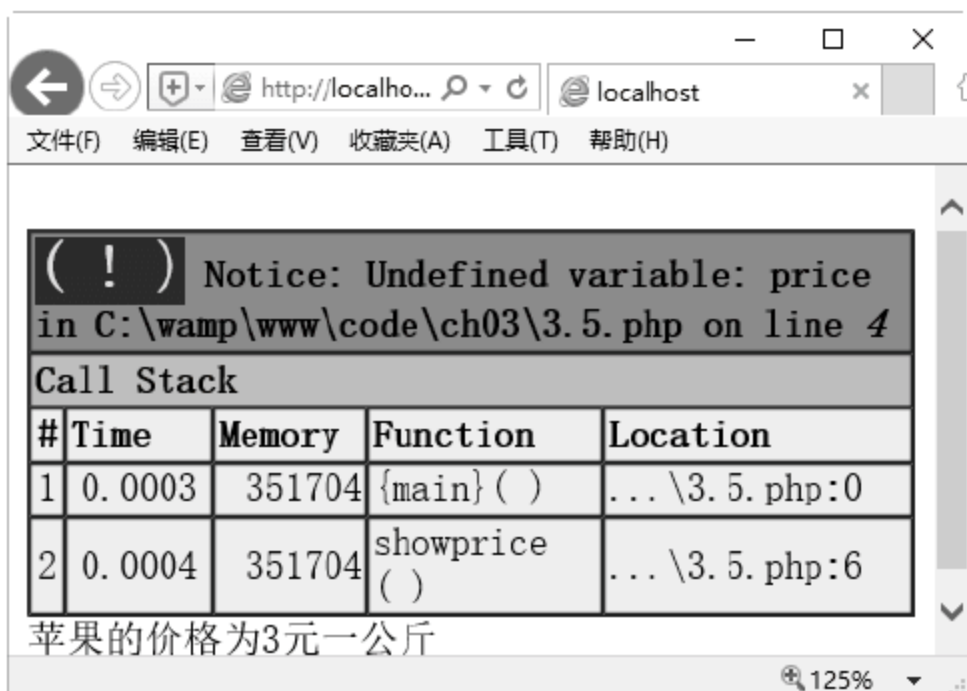 http://localho...
localhost
文件(F) 编辑(E) 查看(V) 收藏夹(A) 工具(T) 帮助(H)
( ! ) Notice: Undefined variable: price
in C:\wamp\www\code\ch03\3.5.php on line 4
Call Stack
# Time Memory Function Location
1 0.0003 351704 {main}( ) ...\3.5.php:0
2 0.0004 351704 showprice
( ) ...\3.5.php:6
苹果的价格为3元一公斤
125%